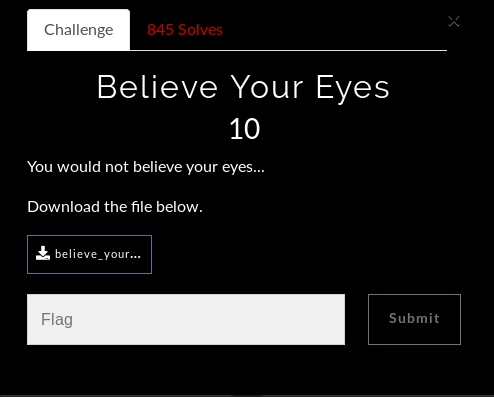 Challenge
845 Solves
Believe Your Eyes
10
You would not believe your eyes...
Download the file below.
believe_your...
Flag
Submit